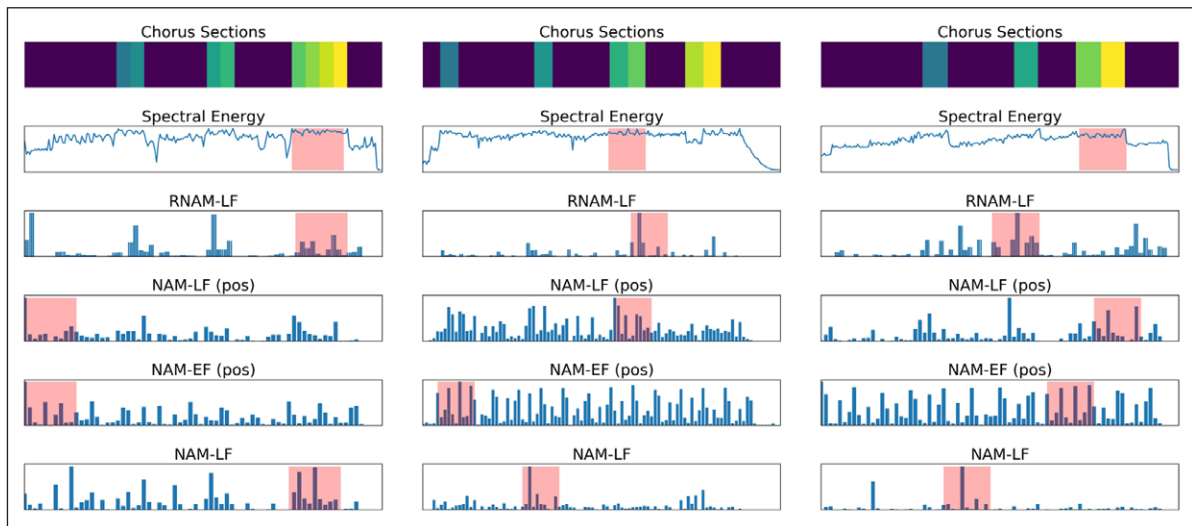 Chorus Sections
Chorus Sections
Chorus Sections
Spectral Energy
Spectral Energy
Spectral Energy
RNAM-LF
RNAM-LF
RNAM-LF
NAM-LF (pos)
NAM-LF (pos)
NAM-LF (pos)
NAM-EF (pos)
NAM-EF (pos)
NAM-EF (pos)
NAM-LF
NAM-LF
NAM-LF